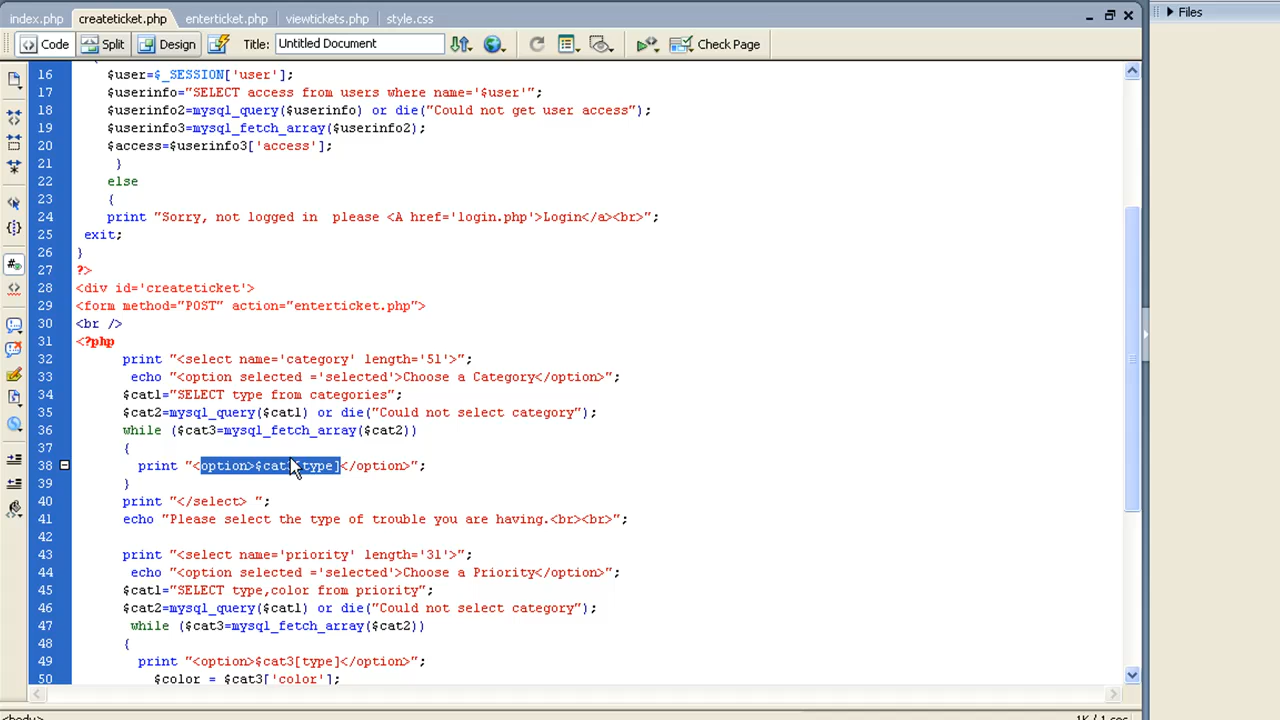 index.php createticket.php enterticket.php viewtickets.php style.css
Files
Code Split Design Title: Untitled Document Check Page
16 $user=$_SESSION['user'];
17 $userinfo="SELECT access from users where name='$user'";
18 $userinfo2=mysql_query($userinfo) or die("Could not get user access");
19 $userinfo3=mysql_fetch_array($userinfo2);
20 $access=$userinfo3['access'];
21 }
22 else
23 {
24 print "Sorry, not logged in  please <A href='login.php'>Login</a><br>";
25 exit;
26 }
27 ?>
28 <div id='createticket'>
29 <form method="POST" action="enterticket.php">
30 <br />
31 <?php
32 print "<select name='category' length='51'>";
33 echo "<option selected ='selected'>Choose a Category</option>";
34 $cat1="SELECT type from categories";
35 $cat2=mysql_query($cat1) or die("Could not select category");
36 while ($cat3=mysql_fetch_array($cat2))
37 {
38 print "<option>$cat3[type]</option>";
39 }
40 print "</select> ";
41 echo "Please select the type of trouble you are having.<br><br>";
42
43 print "<select name='priority' length='31'>";
44 echo "<option selected ='selected'>Choose a Priority</option>";
45 $cat1="SELECT type,color from priority";
46 $cat2=mysql_query($cat1) or die("Could not select category");
47 while ($cat3=mysql_fetch_array($cat2))
48 {
49 print "<option>$cat3[type]</option>";
50 $color = $cat3['color'];
<body>
1K / 1 sec